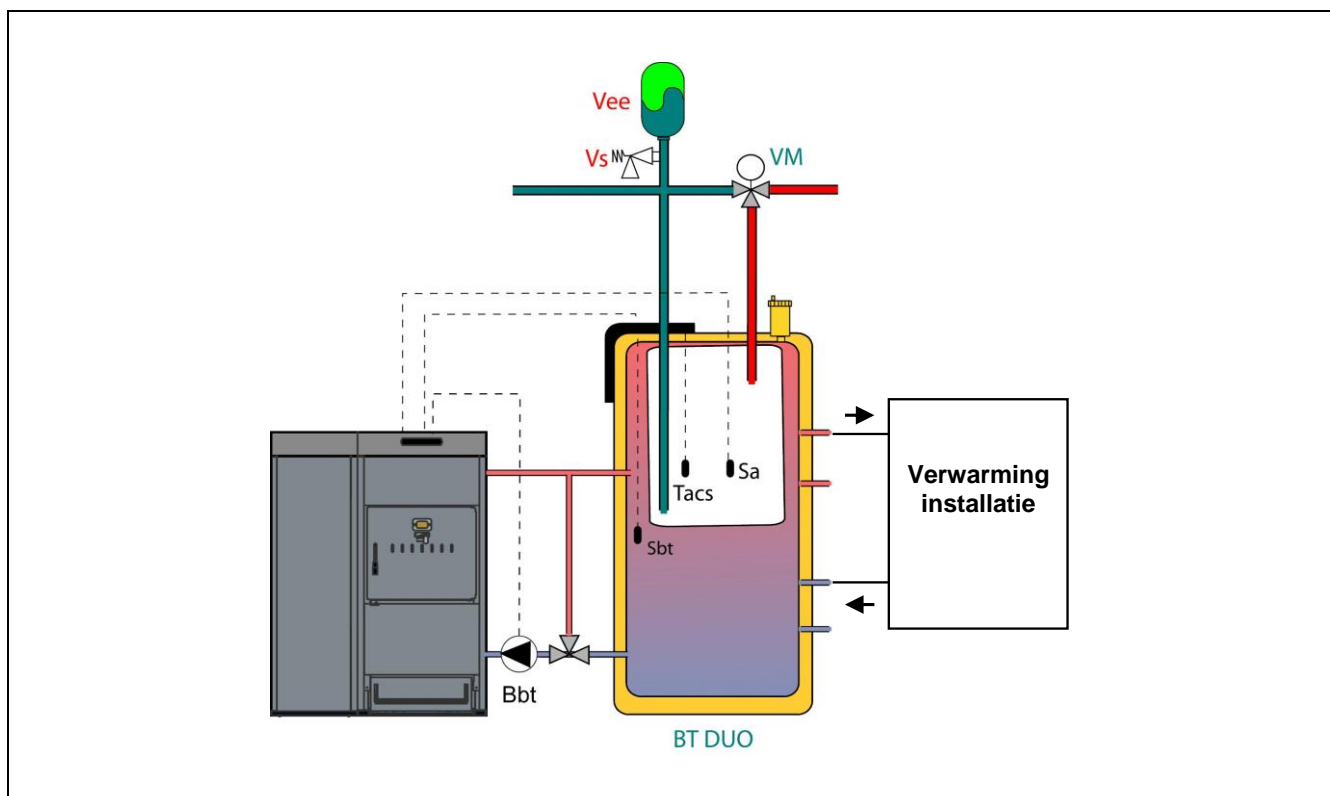 Vee
Vs
VM
Tacs
Sa
Sbt
Verwarming
installatie
Bbt
BT DUO